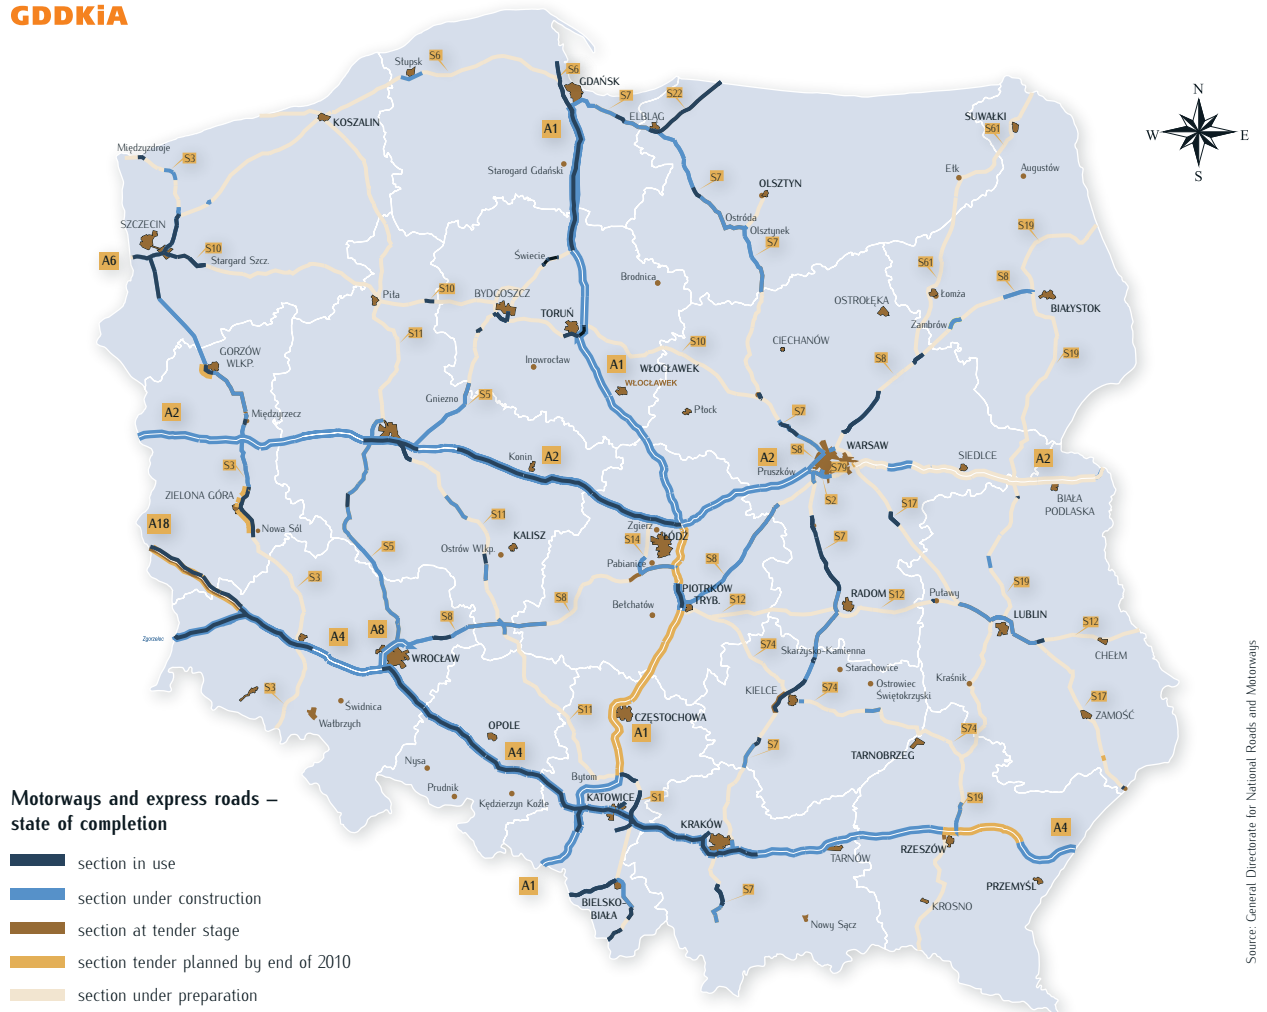 GDDKiA
N
W
E
S
Słupsk
S6
S6
GDAŃSK
KOSZALIN
A1
S7
S22
ELBLĄG
SUWAŁKI
S61
Międzyzdroje
S3
Starogard Gdański
S7
OLSZTYN
Ełk
Augustów
SZCZECIN
S10
Stargard Szcz.
A6
Ostróda
Olsztynek
S7
S19
Świecie
Brodnica
S61
S8
Piła
S10
BYDGOSZCZ
TORUŃ
OSTROŁĘKA
Łomża
BIAŁYSTOK
Zambrów
S11
GORZÓW
WLKP.
Inowrocław
A1
WŁOCŁAWEK
WŁOCŁAWEK
S10
CIECHANÓW
S8
S19
A2
Międzyrzecz
Gniezno
S5
Płock
S7
Konin
A2
A2
S8
WARSAW
Pruszków
S79
SIEDLCE
A2
S3
ZIELONA GÓRA
S2
BIAŁA
PODLASKA
A18
Nowa Sól
S11
S17
Zgierz
S14
ŁÓDŹ
KALISZ
Ostrów Wlkp.
S5
S7
Pabianice
S8
S3
PIOTRKÓW
TRYB.
S12
RADOM
S12
Puławy
S19
S8
Bełchatów
LUBLIN
Zgorzelec
A4
A8
S8
S12
CHEŁM
WROCŁAW
S74
Skarżysko-Kamienna
Starachowice
S3
KIELCE
S74
Ostrowiec
Świętokrzyski
Kraśnik
S17
Świdnica
Wałbrzych
S11
CZĘSTOCHOWA
ZAMOŚĆ
OPOLE
A1
S74
A4
S7
TARNOBRZEG
Nysa
Bytom
Prudnik
Kędzierzyn Koźle
KATOWICE
S1
S19
KRAKÓW
A4
TARNÓW
RZESZÓW
A1
S7
PRZEMYŚL
BIELSKO-
BIAŁA
KROSNO
Nowy Sącz
Motorways and express roads –
state of completion
section in use
section under construction
section at tender stage
section tender planned by end of 2010
section under preparation
Source: General Directorate for National Roads and Motorways